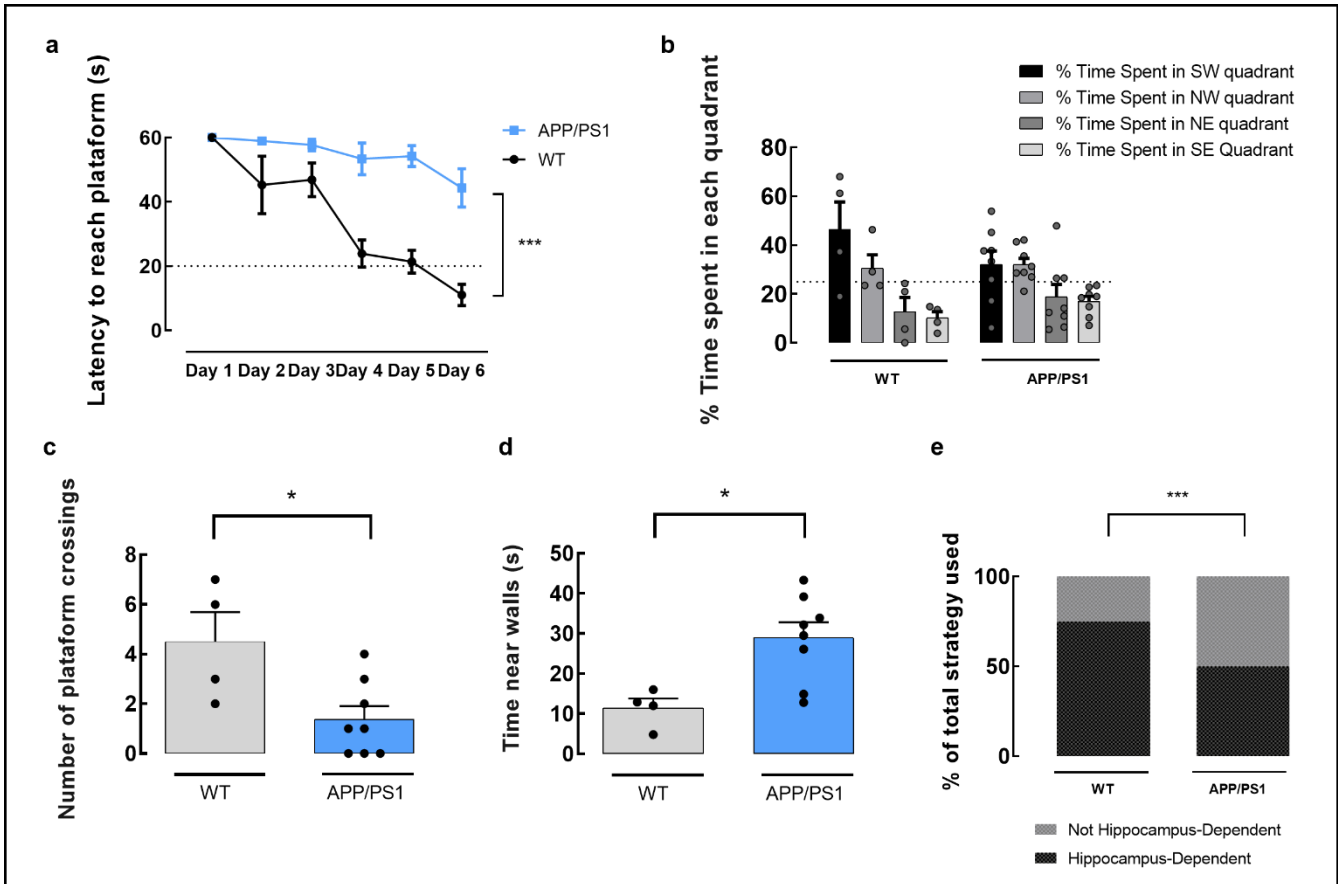 a
Latency to reach plataform (s)
60
40
20
0
Day 1 Day 2 Day 3 Day 4 Day 5 Day 6
APP/PS1
WT
***
b
% Time spent in each quadrant
80
60
40
20
0
WT
APP/PS1
% Time Spent in SW quadrant
% Time Spent in NW quadrant
% Time Spent in NE quadrant
% Time Spent in SE Quadrant
c
Number of plataform crossings
8
6
4
2
0
*
WT
APP/PS1
d
Time near walls (s)
50
40
30
20
10
0
*
WT
APP/PS1
e
% of total strategy used
100
50
0
***
WT
APP/PS1
Not Hippocampus-Dependent
Hippocampus-Dependent